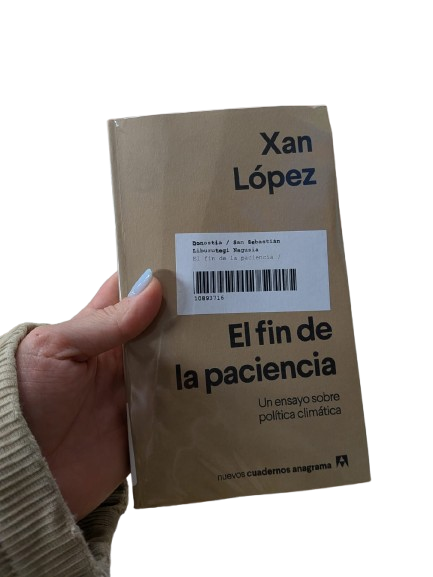 Xan
López
Donostia / San Sebastián
Liburutegi Nagusia
El fin de la paciencia /
10893716
El fin de
la paciencia
Un ensayo sobre
política climática
nuevos cuadernos anagrama